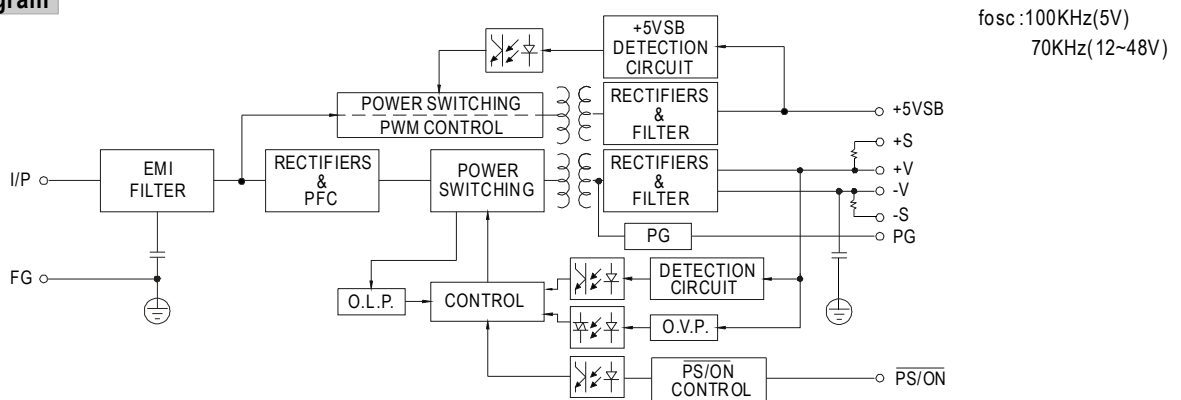 gram
fosc :100KHz(5V)
70KHz(12~48V)
+5VSB
DETECTION
CIRCUIT
POWER SWITCHING
PWM CONTROL
RECTIFIERS
&
FILTER
+5VSB
+S
I/P
EMI
FILTER
RECTIFIERS
&
PFC
POWER
SWITCHING
RECTIFIERS
&
FILTER
+V
-V
-S
PG
PG
FG
O.L.P.
CONTROL
DETECTION
CIRCUIT
O.V.P.
PS/ON
CONTROL
PS/ON